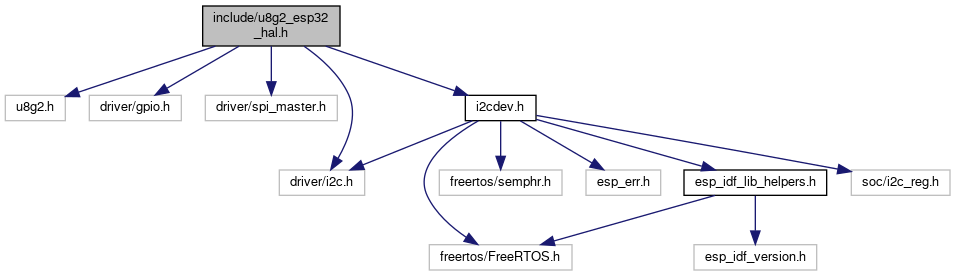 include/u8g2_esp32
_hal.h
u8g2.h
driver/gpio.h
driver/spi_master.h
i2cdev.h
driver/i2c.h
freertos/semphr.h
esp_err.h
esp_idf_lib_helpers.h
soc/i2c_reg.h
freertos/FreeRTOS.h
esp_idf_version.h